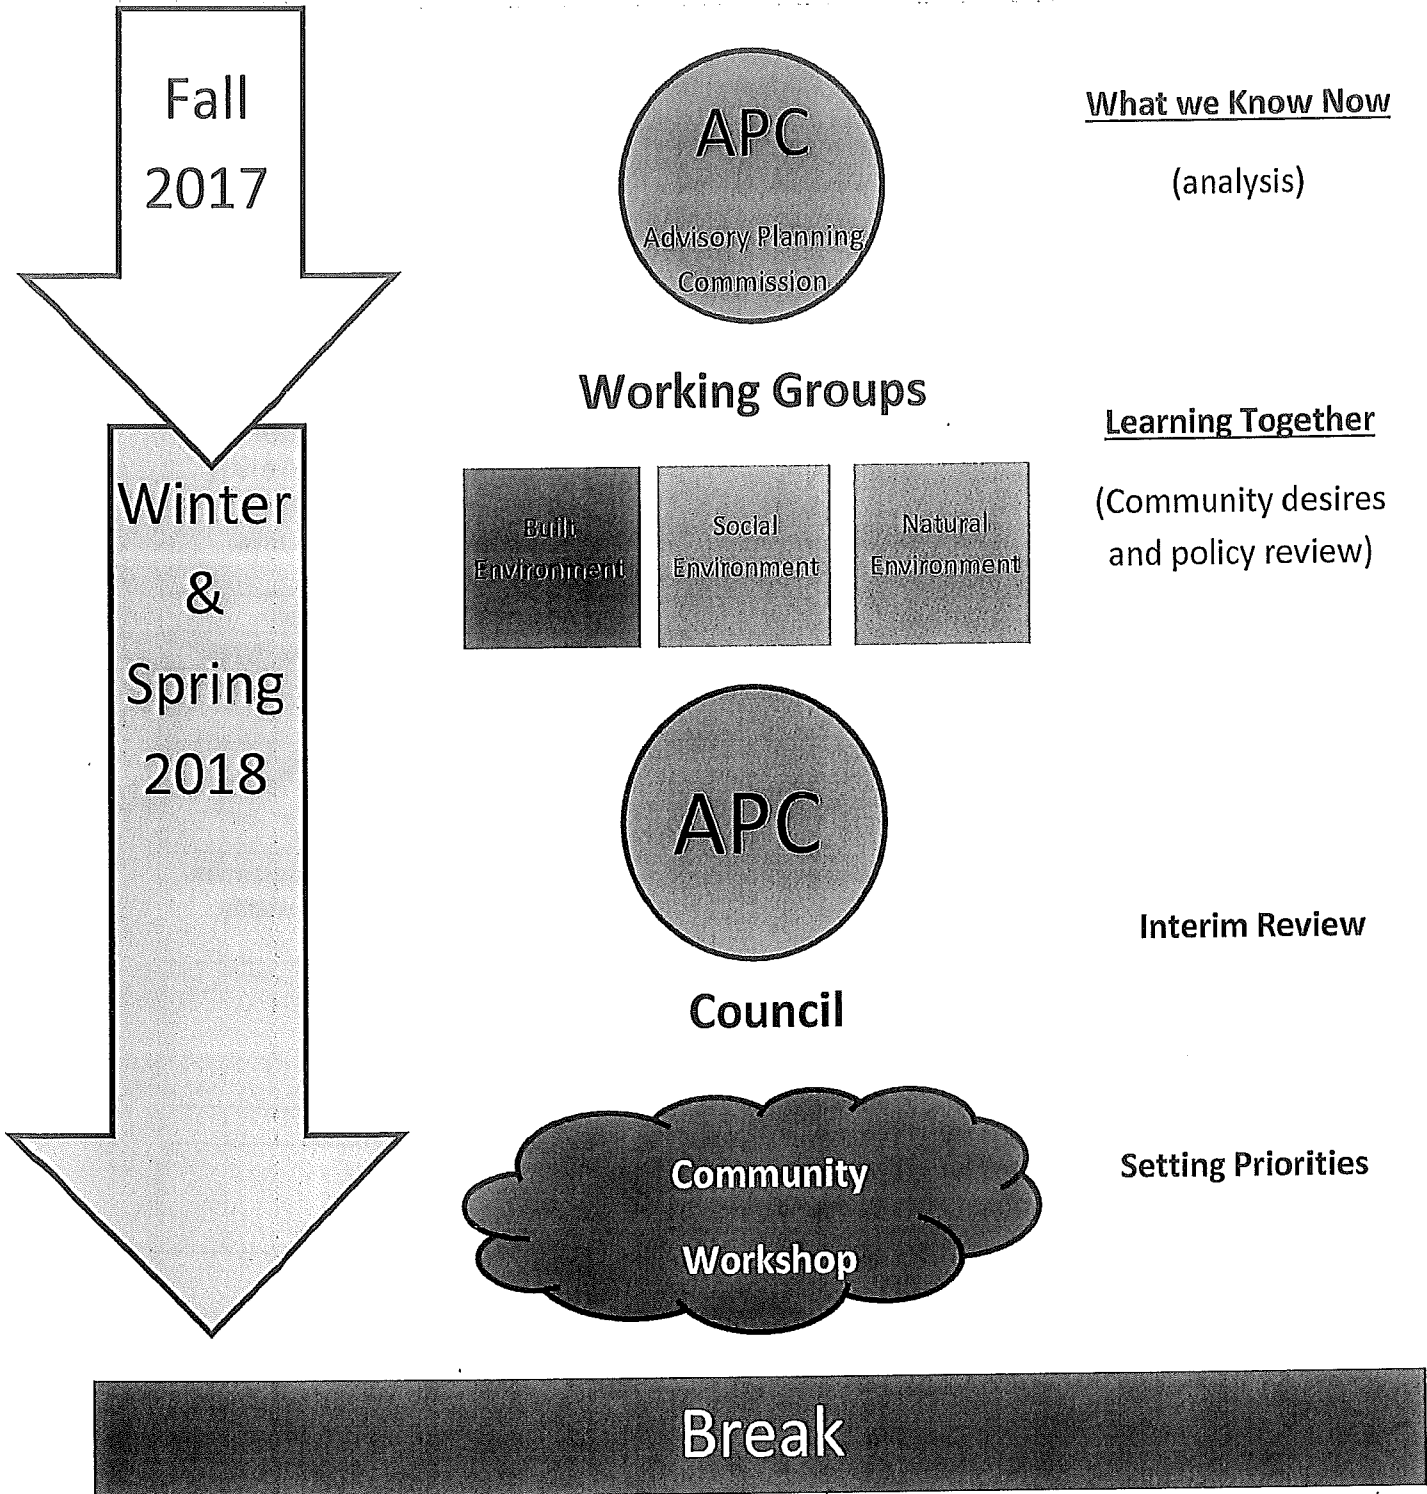 Fall
2017
APC
Advisory Planning
Commission
What we Know Now
(analysis)
Working Groups
Learning Together
(Community desires
and policy review)
Built
Environment
Social
Environment
Natural
Environment
Winter
&
Spring
2018
APC
Interim Review
Council
Community
Workshop
Setting Priorities
Break